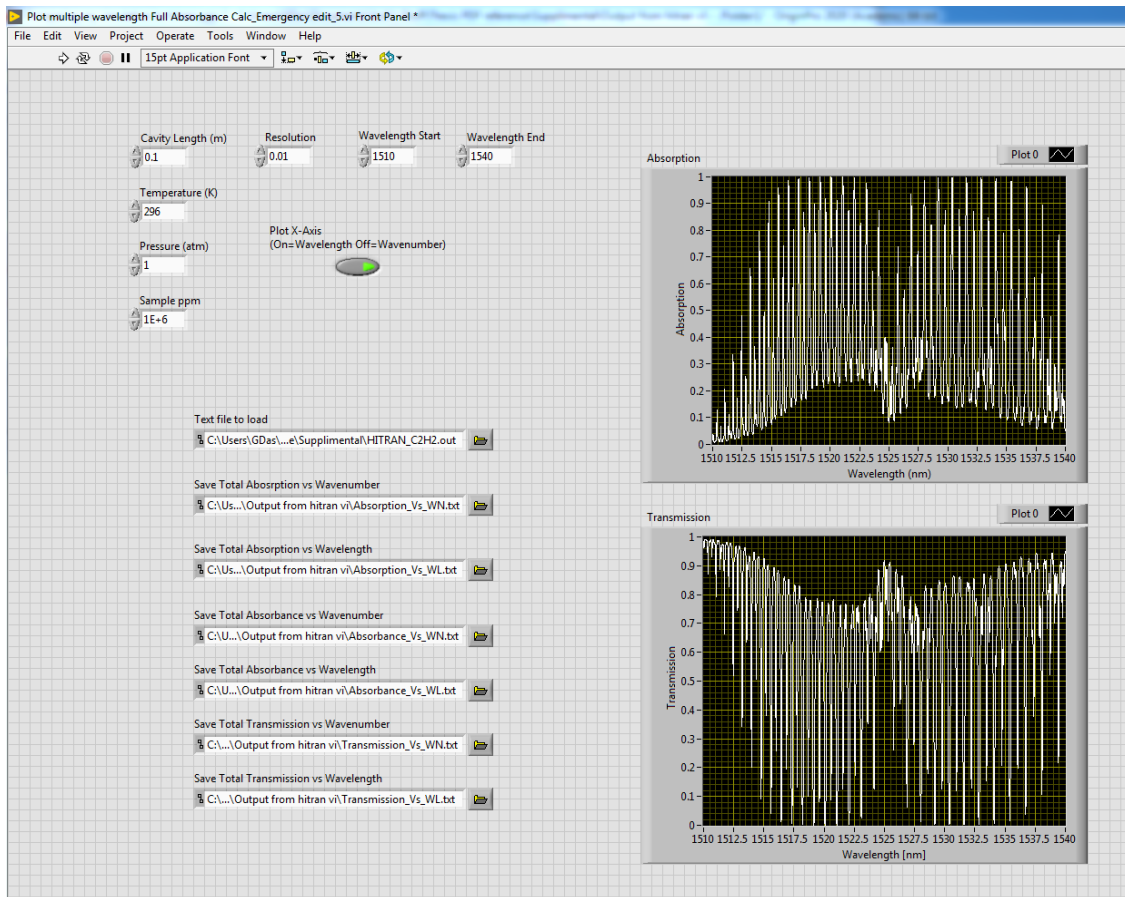 Plot multiple wavelength Full Absorbance Calc_Emergency edit_5.vi Front Panel *
File Edit View Project Operate Tools Window Help
15pt Application Font
Cavity Length (m) Resolution Wavelength Start Wavelength End
0.1 0.01 1510 1540
Temperature (K)
296
Plot X-Axis
(On=Wavelength Off=Wavenumber)
Pressure (atm)
1
Sample ppm
1E+6
Text file to load
C:\Users\GDas\...e\Supplimental\HITRAN_C2H2.out
Save Total Abosrption vs Wavenumber
C:\Us...\Output from hitran vi\Absorption_Vs_WN.txt
Save Total Absorption vs Wavelength
C:\Us...\Output from hitran vi\Absorption_Vs_WL.txt
Save Total Absorbance vs Wavenumber
C:\U...\Output from hitran vi\Absorbance_Vs_WN.txt
Save Total Absorbance vs Wavelength
C:\U...\Output from hitran vi\Absorbance_Vs_WL.txt
Save Total Transmission vs Wavenumber
C:\...\Output from hitran vi\Transmission_Vs_WN.txt
Save Total Transmission vs Wavelength
C:\...\Output from hitran vi\Transmission_Vs_WL.txt
Absorption Plot 0
1
0.9
0.8
0.7
0.6
0.5
0.4
0.3
0.2
0.1
0
Absorption
1510 1512.5 1515 1517.5 1520 1522.5 1525 1527.5 1530 1532.5 1535 1537.5 1540
Wavelength (nm)
Transmission Plot 0
1
0.9
0.8
0.7
0.6
0.5
0.4
0.3
0.2
0.1
0
Transmission
1510 1512.5 1515 1517.5 1520 1522.5 1525 1527.5 1530 1532.5 1535 1537.5 1540
Wavelength [nm]